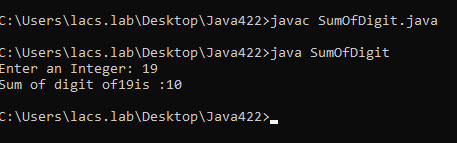 C:\Users\lacs.lab\Desktop\Java422>javac SumOfDigit.java
C:\Users\lacs.lab\Desktop\Java422>java SumOfDigit
Enter an Integer: 19
Sum of digit of19is :10
C:\Users\lacs.lab\Desktop\Java422>